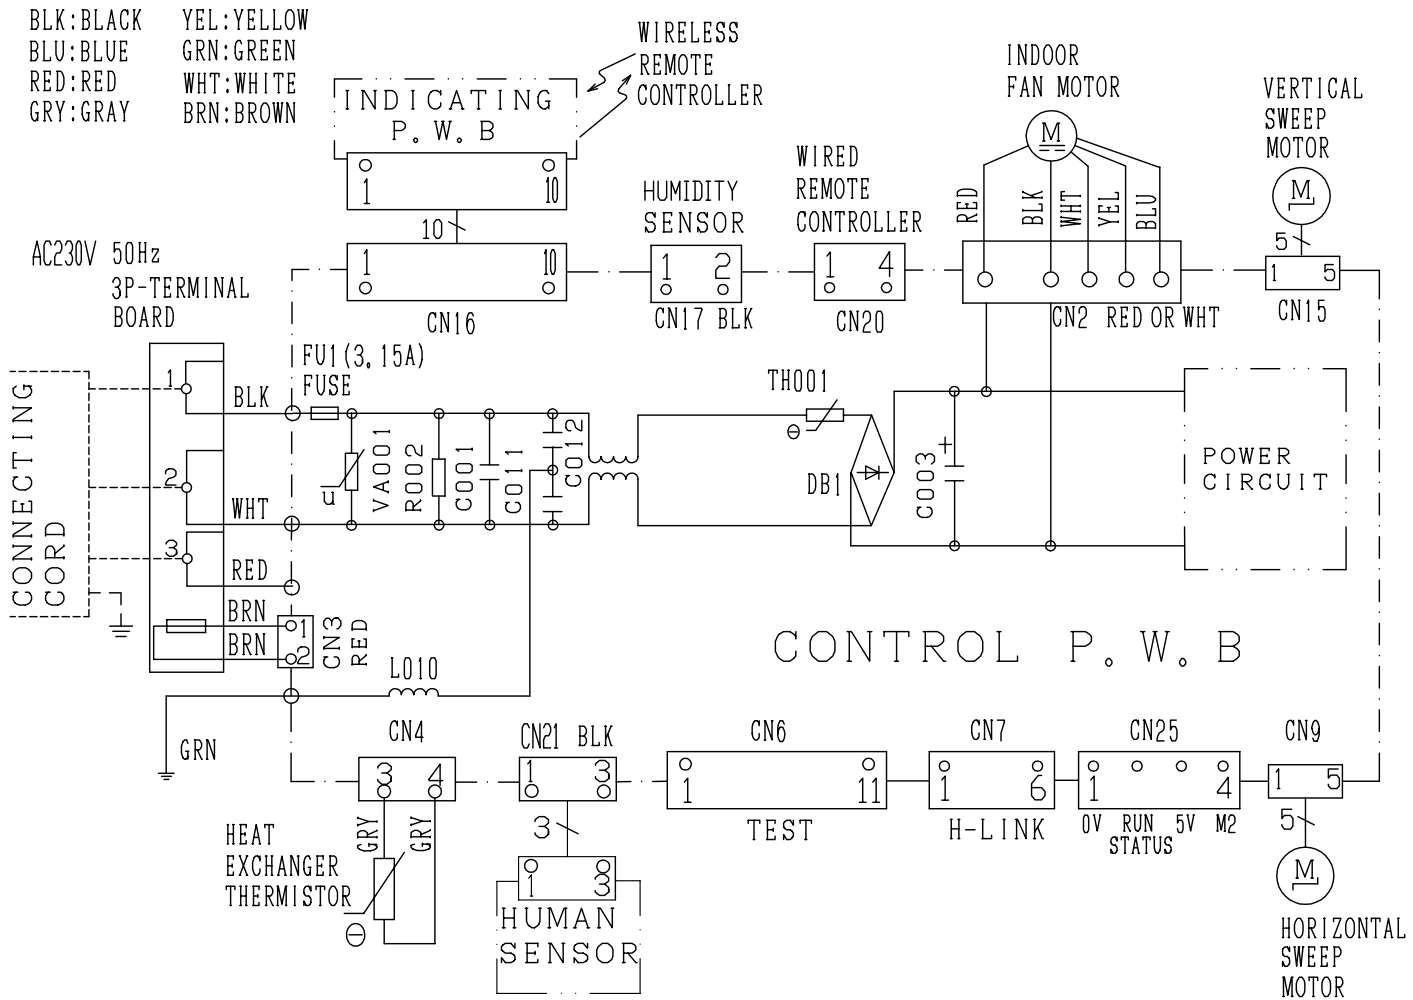 BLK:BLACK YEL:YELLOW
BLU:BLUE GRN:GREEN
RED:RED WHT:WHITE
GRY:GRAY BRN:BROWN
INDICATING
P. W. B
1 10
WIRELESS
REMOTE
CONTROLLER
10
1 10
CN16
HUMIDITY
SENSOR
1 2
CN17 BLK
WIRED
REMOTE
CONTROLLER
1 4
CN20
INDOOR
FAN MOTOR
M
RED
BLK
WHT
YEL
BLU
CN2 RED OR WHT
VERTICAL
SWEEP
MOTOR
M
5
1 5
CN15
AC230V 50Hz
3P-TERMINAL
BOARD
CONNECTING
CORD
1
2
3
BLK
WHT
RED
BRN
BRN
1
2
CN3
RED
FU1(3.15A)
FUSE
u
VA001
R002
C001
C011
C012
TH001
DB1
C003
+
POWER
CIRCUIT
CONTROL P. W. B
L010
GRN
CN4
3 4
GRY
GRY
HEAT
EXCHANGER
THERMISTOR
CN21 BLK
1 3
3
1 3
HUMAN
SENSOR
CN6
1 11
TEST
CN7
1 6
H-LINK
CN25
1 4
0V RUN 5V M2
STATUS
CN9
1 5
5
M
HORIZONTAL
SWEEP
MOTOR